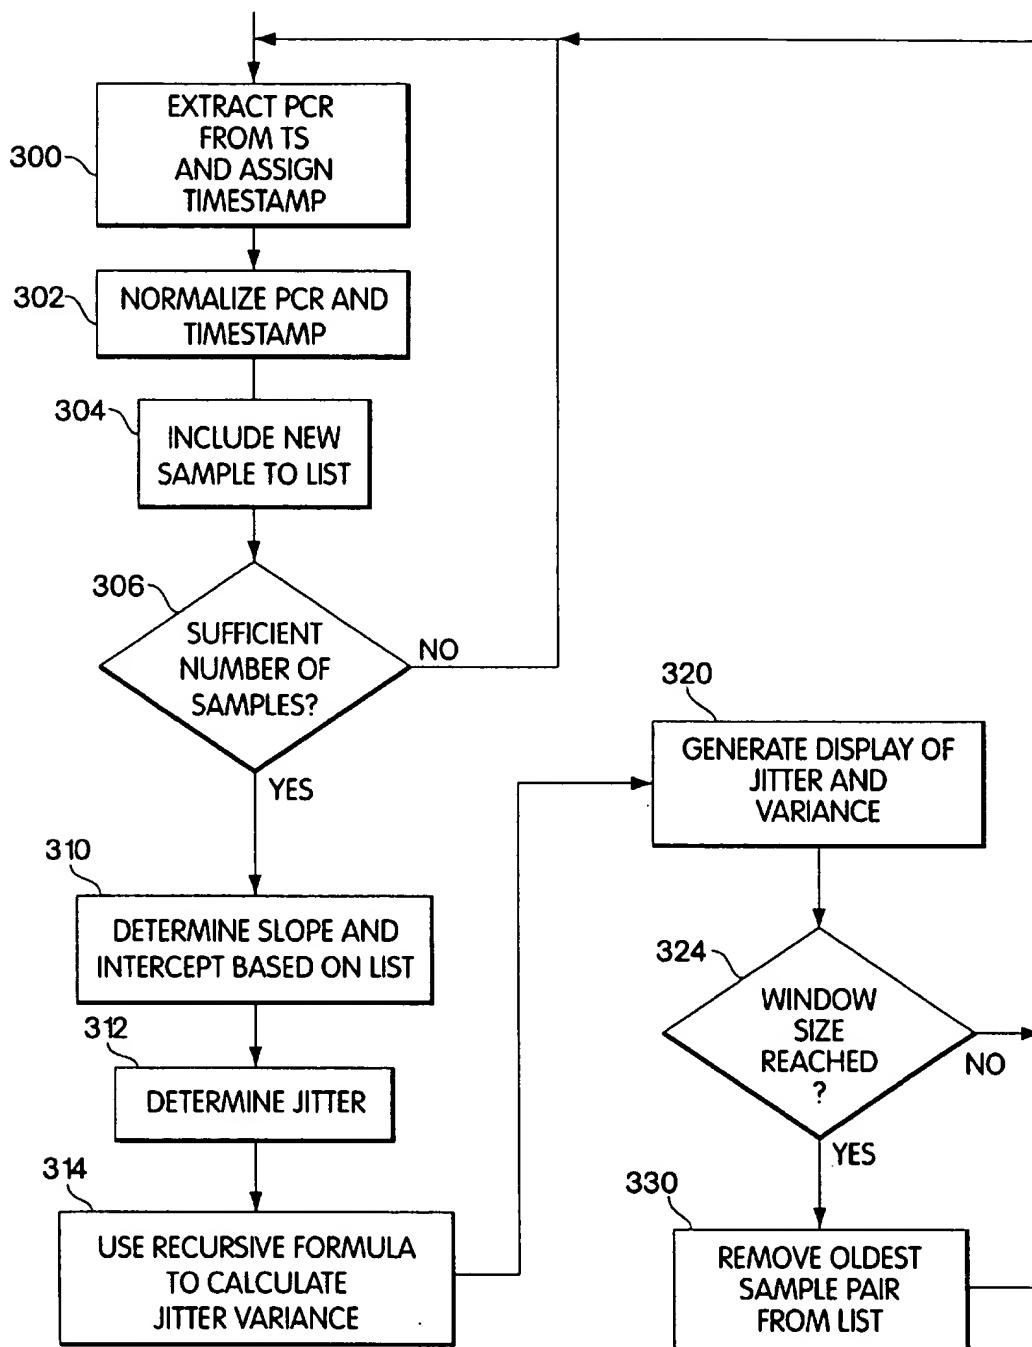 300
EXTRACT PCR
FROM TS
AND ASSIGN
TIMESTAMP
302
NORMALIZE PCR AND
TIMESTAMP
304
INCLUDE NEW
SAMPLE TO LIST
306
SUFFICIENT
NUMBER OF
SAMPLES?
NO
YES
310
DETERMINE SLOPE AND
INTERCEPT BASED ON LIST
312
DETERMINE JITTER
314
USE RECURSIVE FORMULA
TO CALCULATE
JITTER VARIANCE
320
GENERATE DISPLAY OF
JITTER AND
VARIANCE
324
WINDOW
SIZE
REACHED
?
NO
YES
330
REMOVE OLDEST
SAMPLE PAIR
FROM LIST